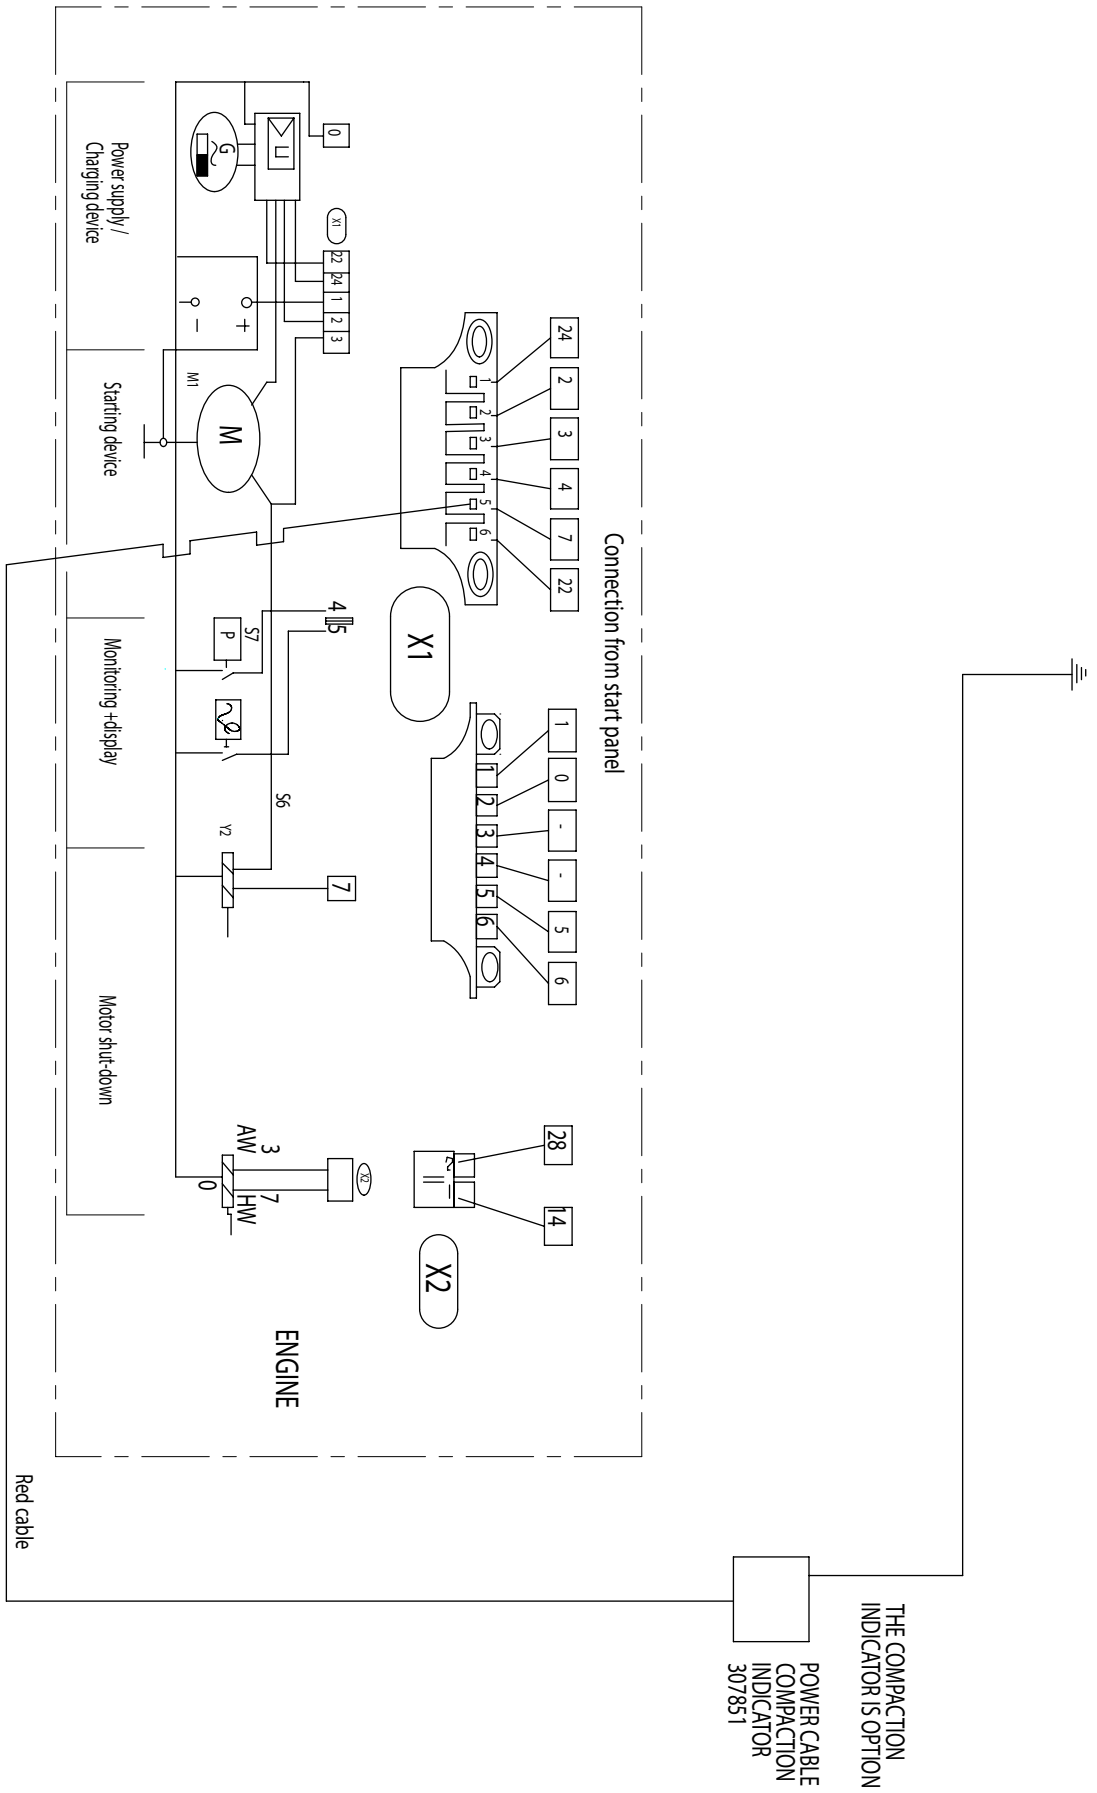 Connection from start panel
24
2
3
4
7
22
1
2
3
4
5
6
X1
1
0
-
-
5
6
1
2
3
4
5
6
28
14
X2
0
U
G
X1
22
24
1
2
3
+
-
M1
M
4
5
S7
P
S6
Y2
7
X2
3
AW
7
HW
0
ENGINE
Power supply /
Charging device
Starting device
Monitoring +display
Motor shut-down
Red cable
THE COMPACTION
INDICATOR IS OPTION
POWER CABLE
COMPACTION
INDICATOR
307851